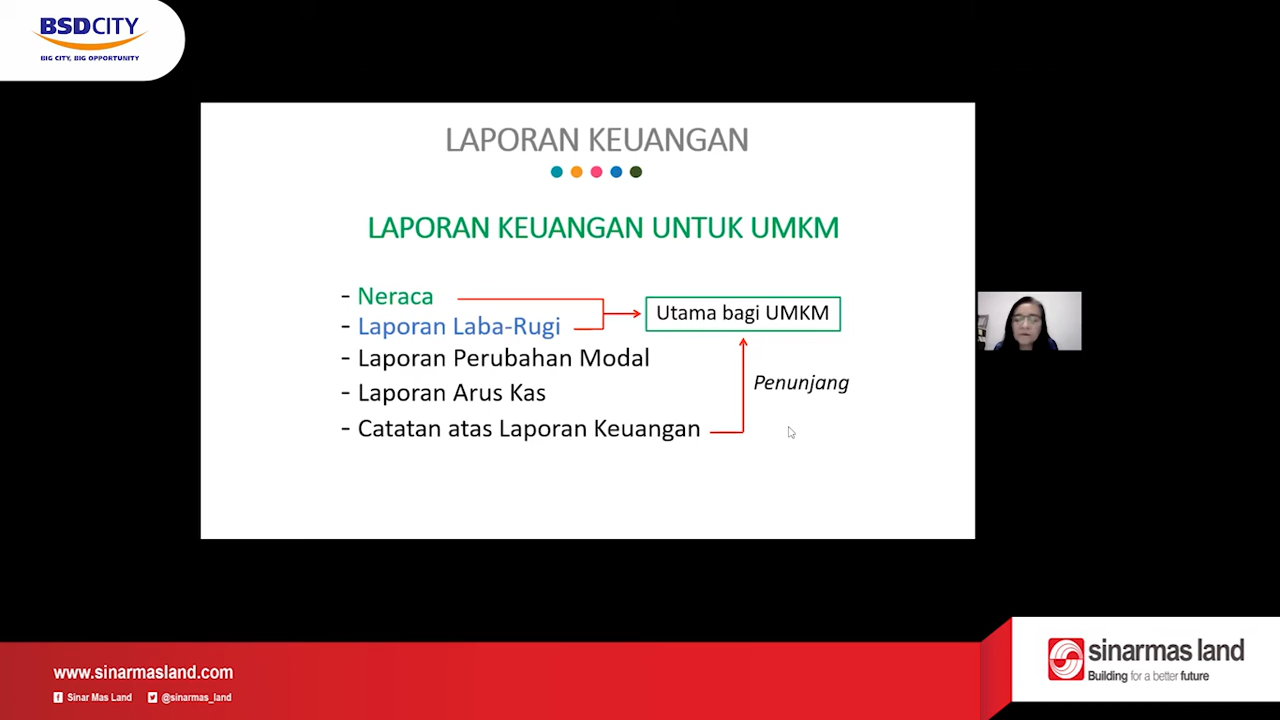 BSDCITY
BIG CITY, BIG OPPORTUNITY
LAPORAN KEUANGAN
LAPORAN KEUANGAN UNTUK UMKM
- Neraca
- Laporan Laba-Rugi
Utama bagi UMKM
- Laporan Perubahan Modal
- Laporan Arus Kas
Penunjang
- Catatan atas Laporan Keuangan
www.sinarmasland.com
Sinar Mas Land @sinarmas_land
sinarmas land
Building for a better future